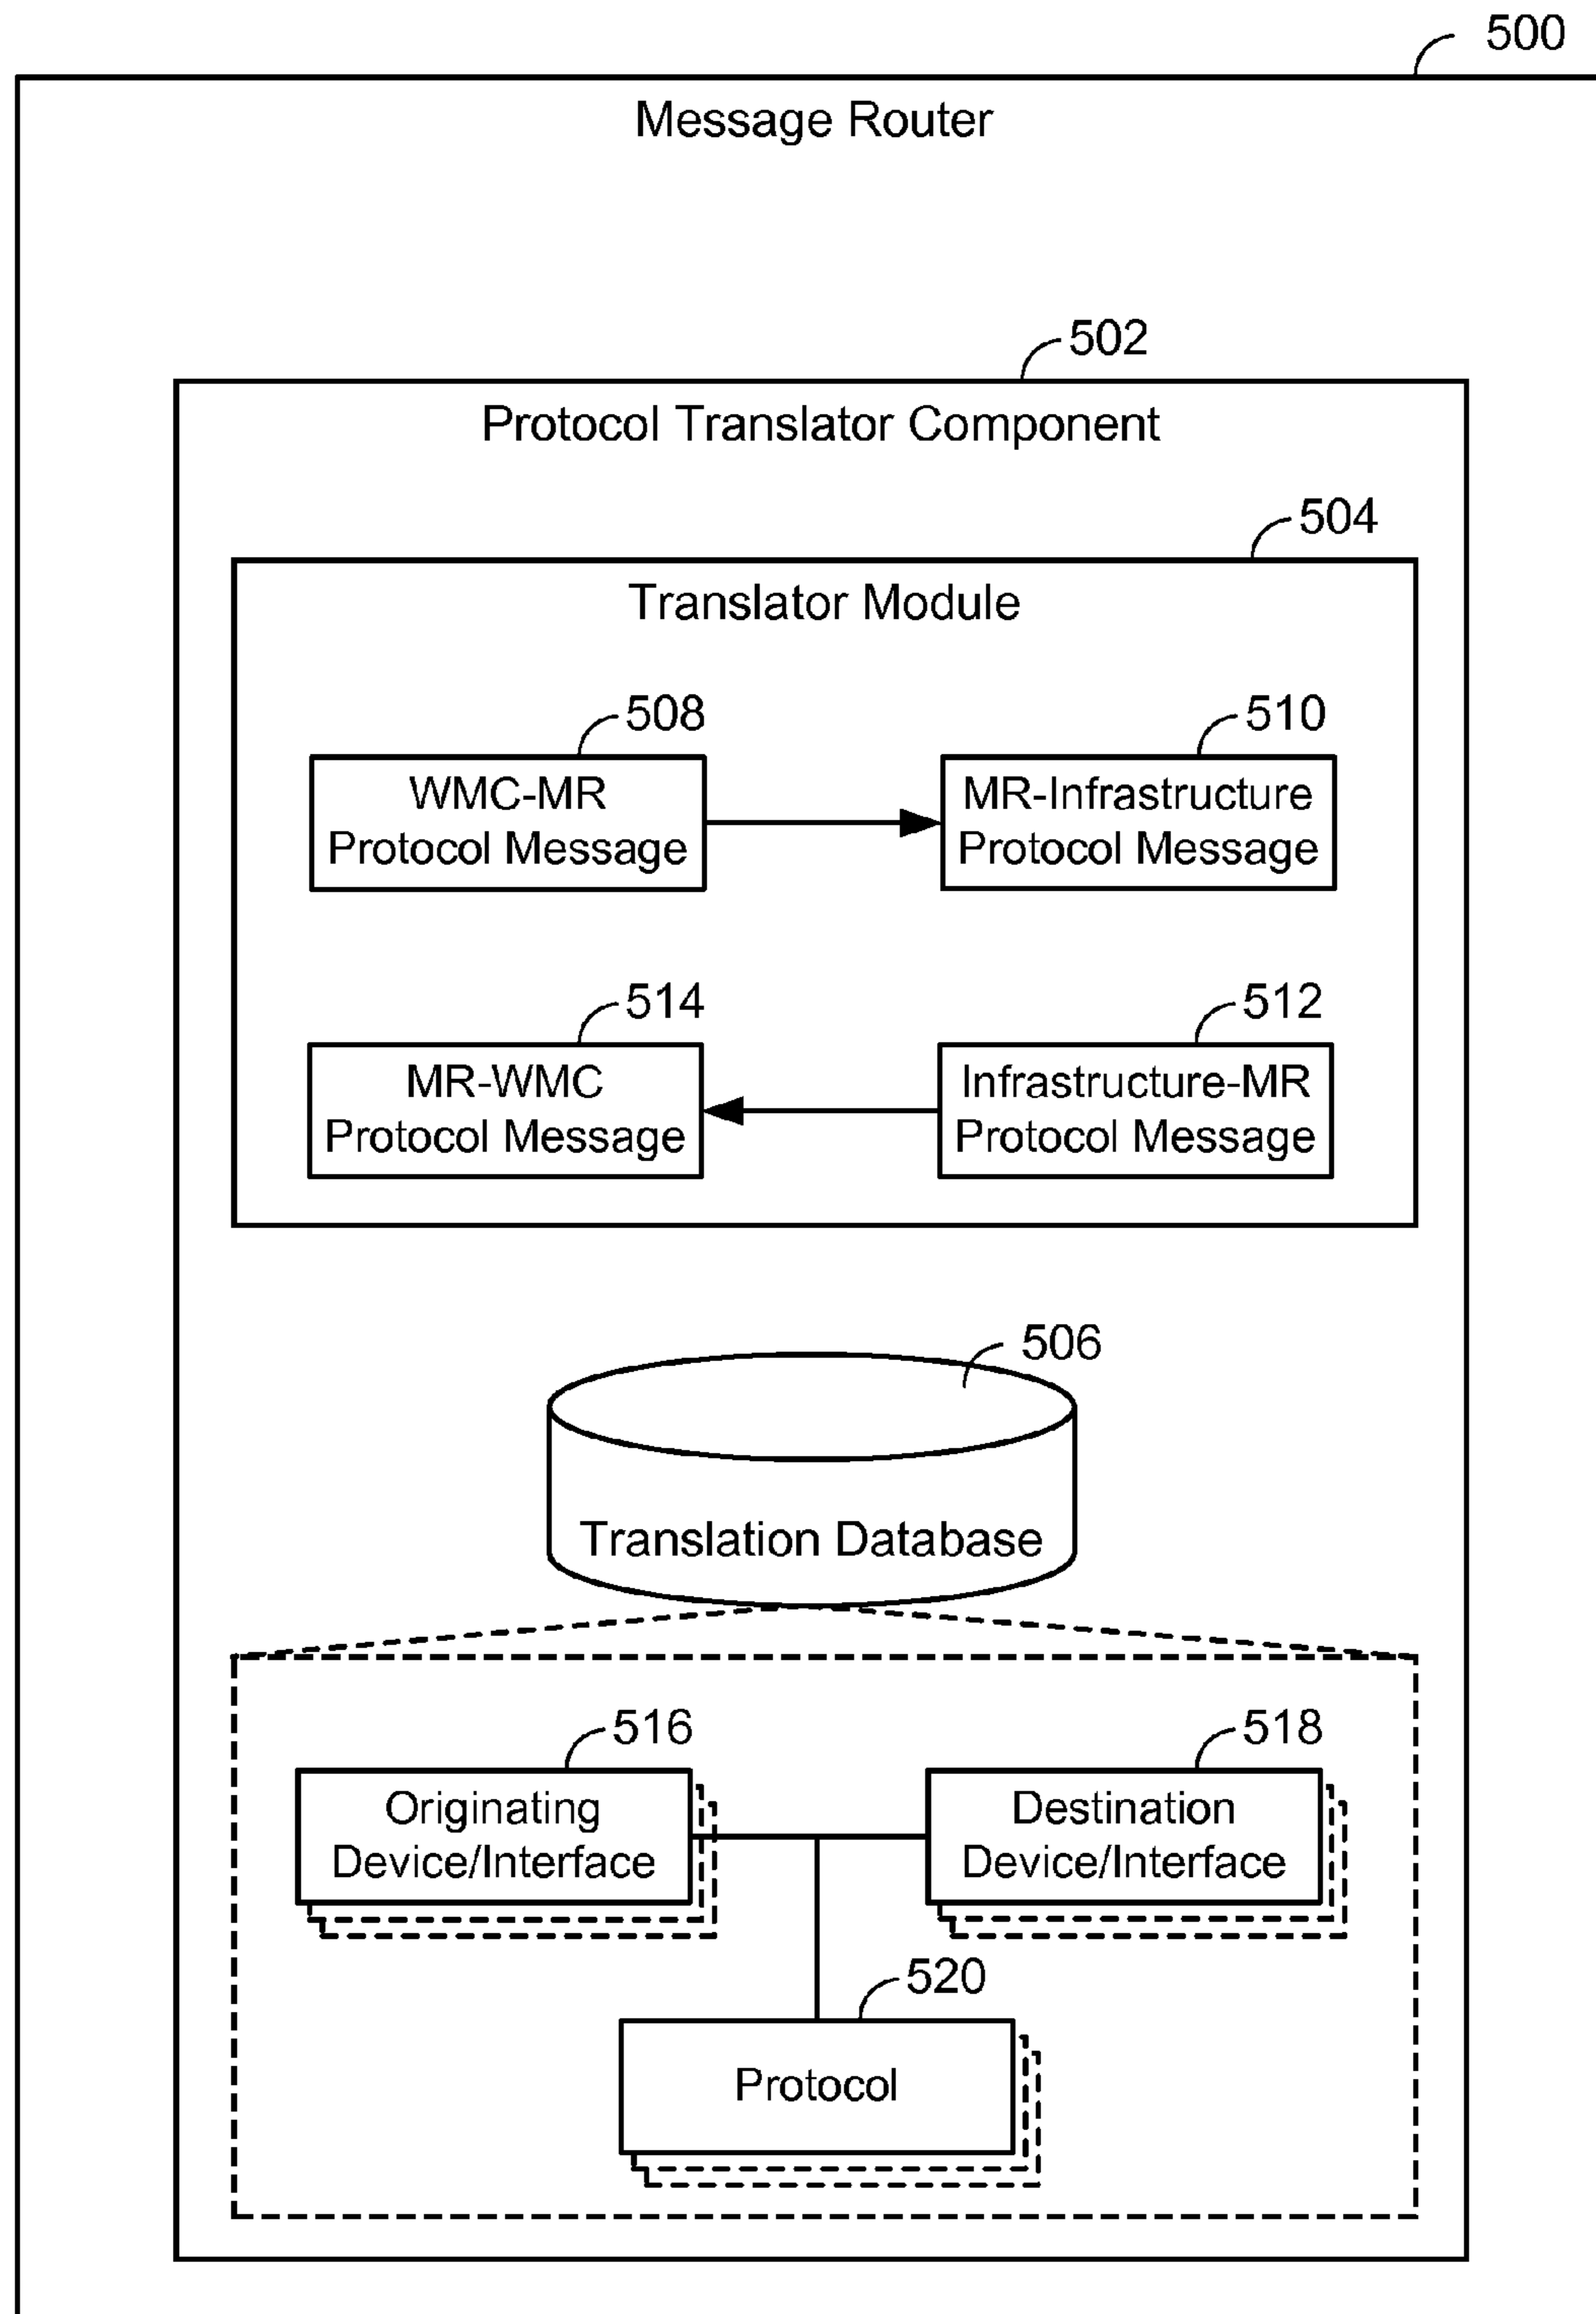 500
Message Router
502
Protocol Translator Component
504
Translator Module
508
WMC-MR
Protocol Message
510
MR-Infrastructure
Protocol Message
514
MR-WMC
Protocol Message
512
Infrastructure-MR
Protocol Message
506
Translation Database
516
Originating
Device/Interface
518
Destination
Device/Interface
520
Protocol